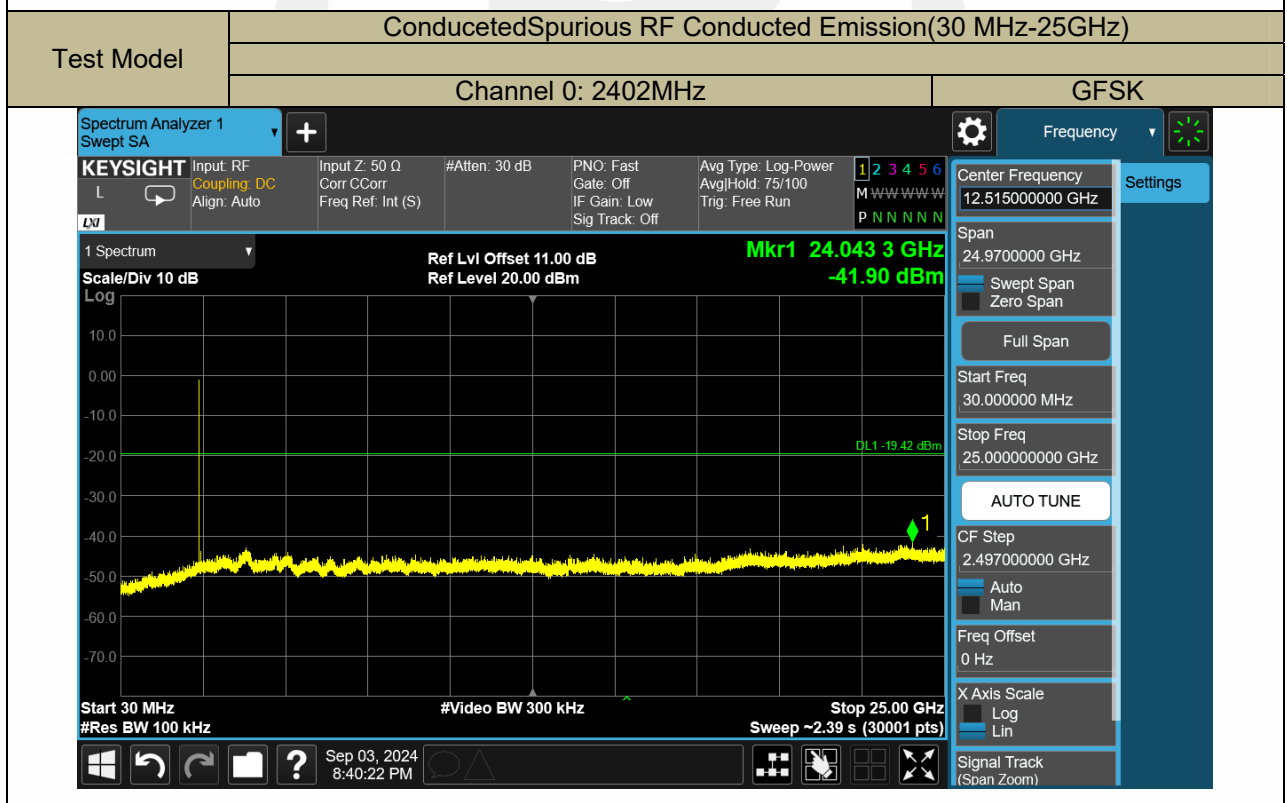 ConducetedSpurious RF Conducted Emission(30 MHz-25GHz)
Test Model
Channel 0: 2402MHz GFSK
Spectrum Analyzer 1
Swept SA
+
Frequency
KEYSIGHT
L
LXI
Input: RF
Coupling: DC
Align: Auto
Input Z: 50 Ω
Corr CCorr
Freq Ref: Int (S)
#Atten: 30 dB
PNO: Fast
Gate: Off
IF Gain: Low
Sig Track: Off
Avg Type: Log-Power
Avg|Hold: 75/100
Trig: Free Run
1 2 3 4 5 6
M W W W W W
P N N N N N
Center Frequency
12.515000000 GHz
Settings
1 Spectrum
Scale/Div 10 dB
Ref Lvl Offset 11.00 dB
Ref Level 20.00 dBm
Mkr1 24.043 3 GHz
-41.90 dBm
Span
24.9700000 GHz
Swept Span
Zero Span
Full Span
Start Freq
30.000000 MHz
Stop Freq
25.000000000 GHz
AUTO TUNE
CF Step
2.497000000 GHz
Auto
Man
Freq Offset
0 Hz
X Axis Scale
Log
Lin
Signal Track
(Span Zoom)
Log
10.0
0.00
-10.0
-20.0
-30.0
-40.0
-50.0
-60.0
-70.0
DL1 -19.42 dBm
1
Start 30 MHz
#Res BW 100 kHz
#Video BW 300 kHz
Stop 25.00 GHz
Sweep ~2.39 s (30001 pts)
?
Sep 03, 2024
8:40:22 PM